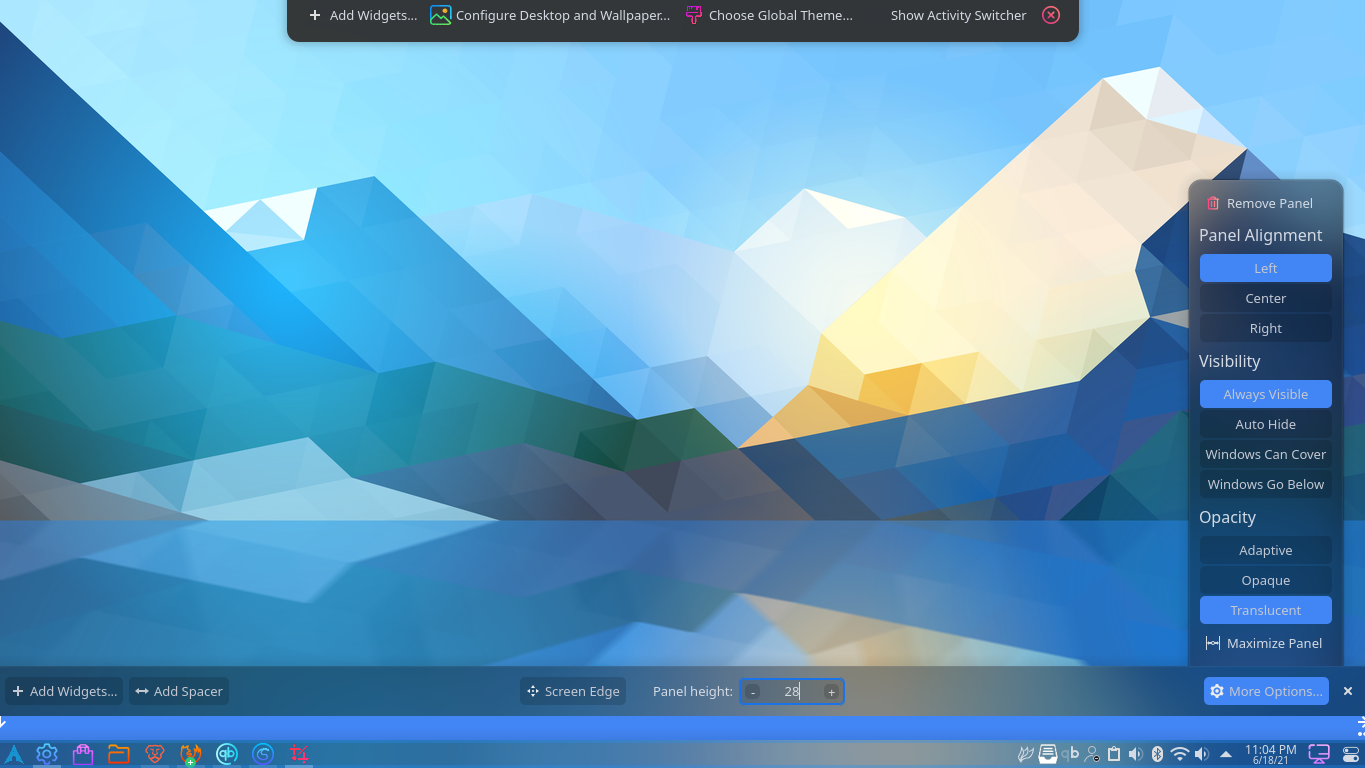 Add Widgets...
Configure Desktop and Wallpaper...
Choose Global Theme...
Show Activity Switcher
Remove Panel
Panel Alignment
Left
Center
Right
Visibility
Always Visible
Auto Hide
Windows Can Cover
Windows Go Below
Opacity
Adaptive
Opaque
Translucent
Maximize Panel
Add Widgets...
Add Spacer
Screen Edge
Panel height:
- 28 +
More Options...
qb
qb
11:04 PM
6/18/21